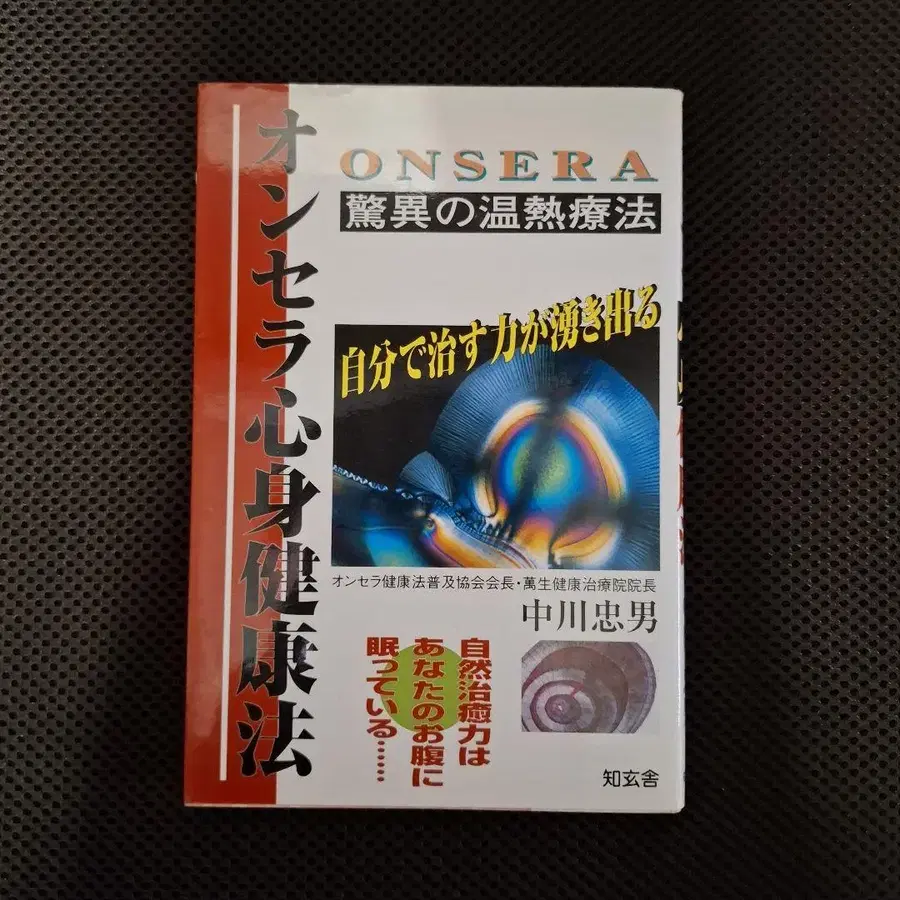 オンセラ心身健康法
ONSERA
驚異の温熱療法
自分で治す力が湧き出る
オンセラ健康法普及協会会長・萬生健康治療院院長
中川忠男
自然治癒力は
あなたのお腹に
眠っている……
知玄舎